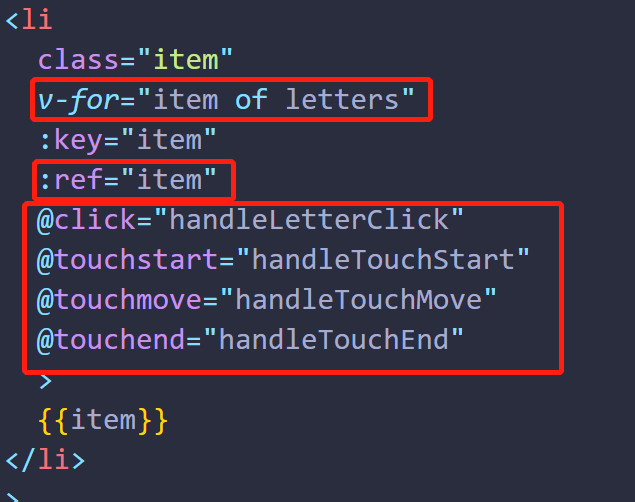 <li
class="item"
v-for="item of letters"
:key="item"
:ref="item"
@click="handleLetterClick"
@touchstart="handleTouchStart"
@touchmove="handleTouchMove"
@touchend="handleTouchEnd"
>
{{item}}
</li>
>